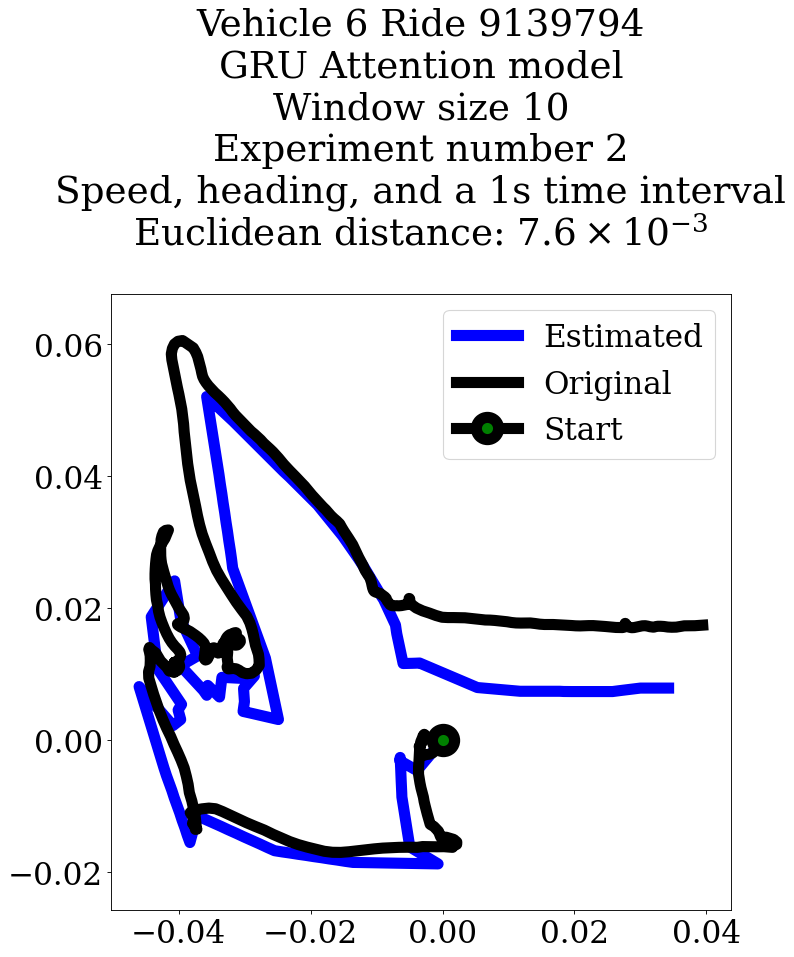 Vehicle 6 Ride 9139794
GRU Attention model
Window size 10
Experiment number 2
Speed, heading, and a 1s time interval
Euclidean distance: 7.6 × 10⁻³
Estimated
Original
Start
0.06
0.04
0.02
0.00
−0.02
−0.04 −0.02 0.00 0.02 0.04